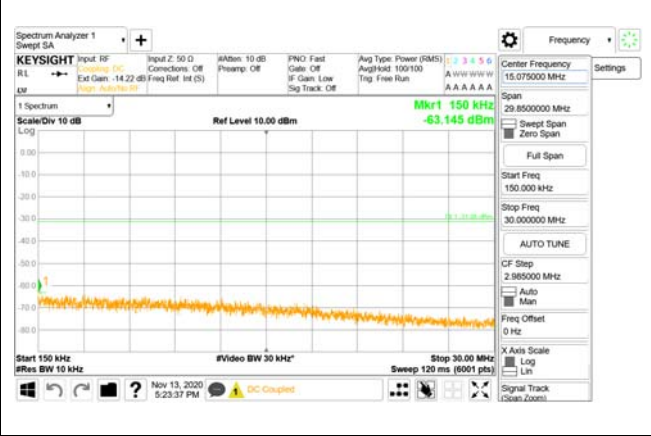 Spectrum Analyzer 1
Swept SA
Frequency
KEYSIGHT
RL
Input: RF
Coupling: DC
Ext Gain: -14.22 dB
Align: Auto/No RF
Input Z: 50 Ω
Corrections: Off
Freq Ref: Int (S)
#Atten: 10 dB
Preamp: Off
PNO: Fast
Gate: Off
IF Gain: Low
Sig Track: Off
Avg Type: Power (RMS)
Avg|Hold: 100/100
Trig: Free Run
1 2 3 4 5 6
A W W W W W
A A A A A A
1 Spectrum
Scale/Div 10 dB
Ref Level 10.00 dBm
Mkr1 150 kHz
-63.145 dBm
Log
0.00
-10.0
-20.0
-30.0
-40.0
-50.0
-60.0
-70.0
-80.0
1
Start 150 kHz
#Video BW 30 kHz*
Stop 30.00 MHz
#Res BW 10 kHz
Sweep 120 ms (6001 pts)
Nov 13, 2020
5:23:37 PM
DC Coupled
Center Frequency
15.075000 MHz
Settings
Span
29.8500000 MHz
Swept Span
Zero Span
Full Span
Start Freq
150.000 kHz
Stop Freq
30.000000 MHz
AUTO TUNE
CF Step
2.985000 MHz
Auto
Man
Freq Offset
0 Hz
X Axis Scale
Log
Lin
Signal Track
(Span Zoom)